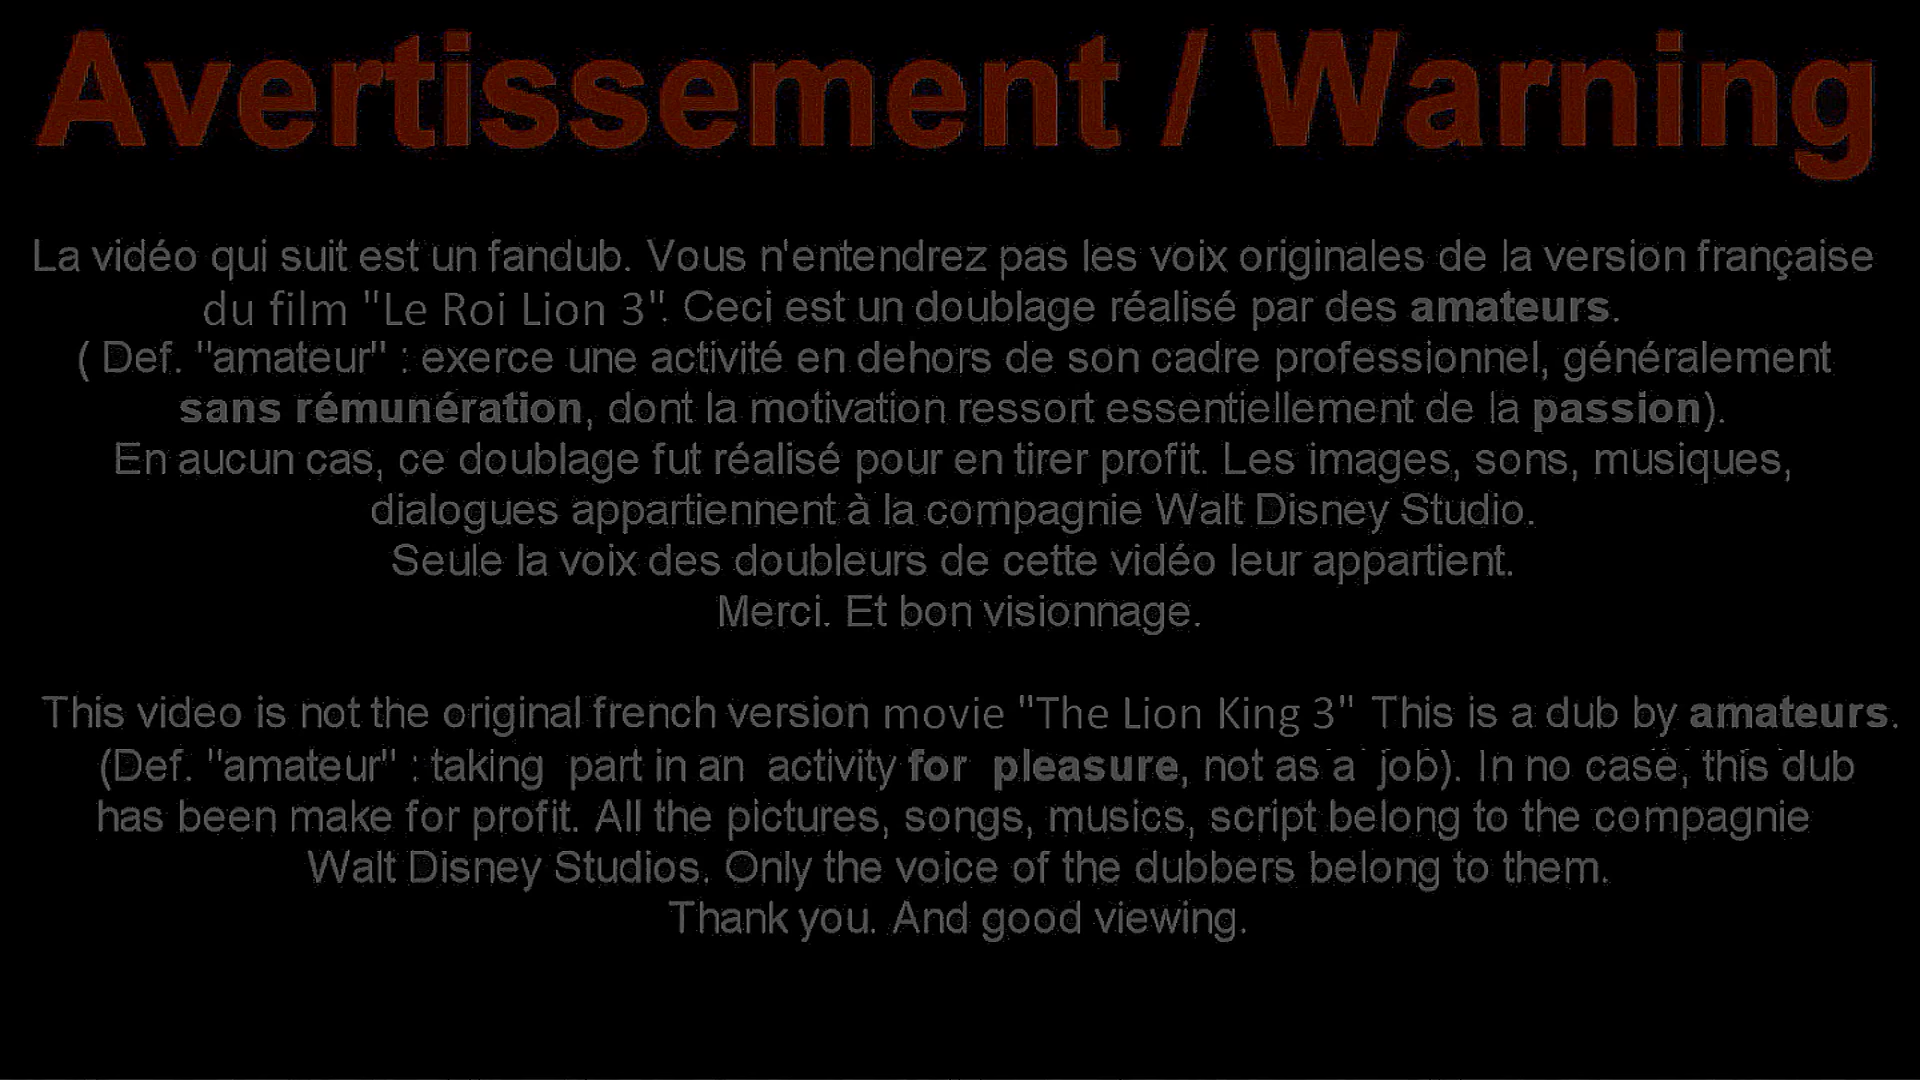 Avertissement / Warning
La vidéo qui suit est un fandub. Vous n'entendrez pas les voix originales de la version française
du film "Le Roi Lion 3". Ceci est un doublage réalisé par des amateurs.
( Def. "amateur" : exerce une activité en dehors de son cadre professionnel, généralement
sans rémunération, dont la motivation ressort essentiellement de la passion).
En aucun cas, ce doublage fut réalisé pour en tirer profit. Les images, sons, musiques,
dialogues appartiennent à la compagnie Walt Disney Studio.
Seule la voix des doubleurs de cette vidéo leur appartient.
Merci. Et bon visionnage.
This video is not the original french version movie "The Lion King 3" This is a dub by amateurs.
(Def. "amateur" : taking part in an activity for pleasure, not as a job). In no case, this dub
has been make for profit. All the pictures, songs, musics, script belong to the compagnie
Walt Disney Studios. Only the voice of the dubbers belong to them.
Thank you. And good viewing.